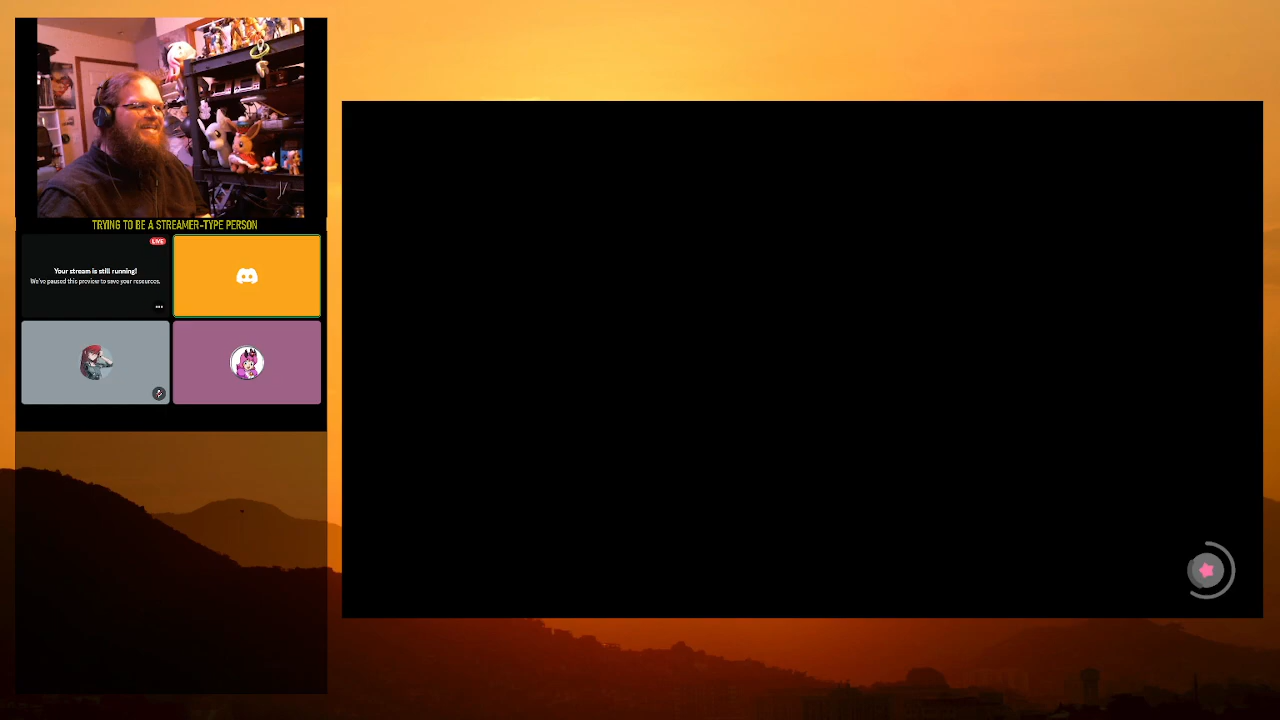 TRYING TO BE A STREAMER-TYPE PERSON
LIVE
Your stream is still running!
We've paused this preview to save your resources.